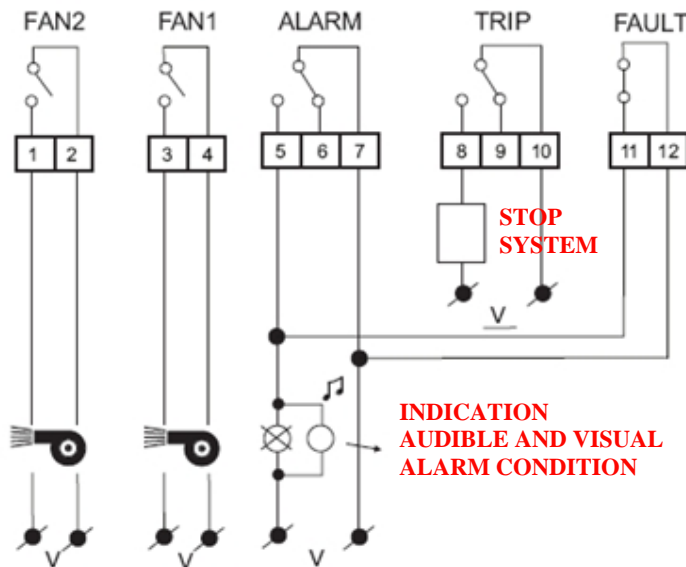 FAN2 FAN1 ALARM TRIP FAULT
1 2 3 4 5 6 7 8 9 10 11 12
STOP
SYSTEM
V
INDICATION
AUDIBLE AND VISUAL
ALARM CONDITION
V V V